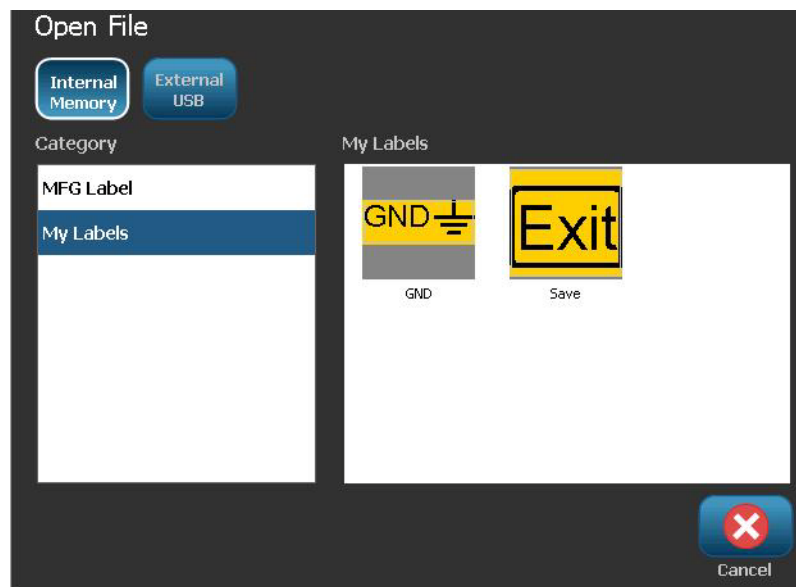 Open File
Internal
Memory
External
USB
Category
My Labels
MFG Label
My Labels
GND
Exit
GND
Save
Cancel